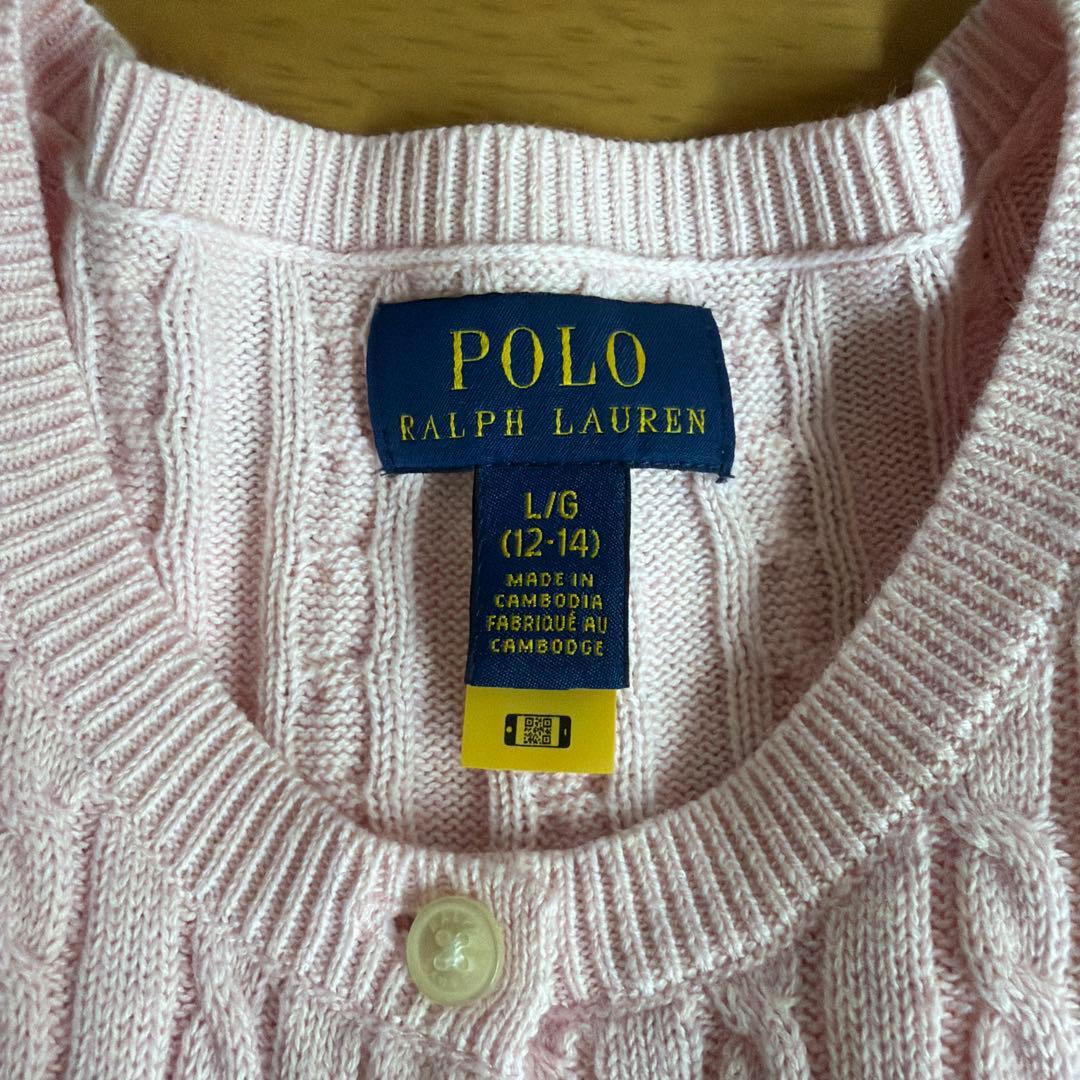 POLO
RALPH LAUREN
L/G
(12-14)
MADE IN
CAMBODIA
FABRIQUÉ AU
CAMBODGE